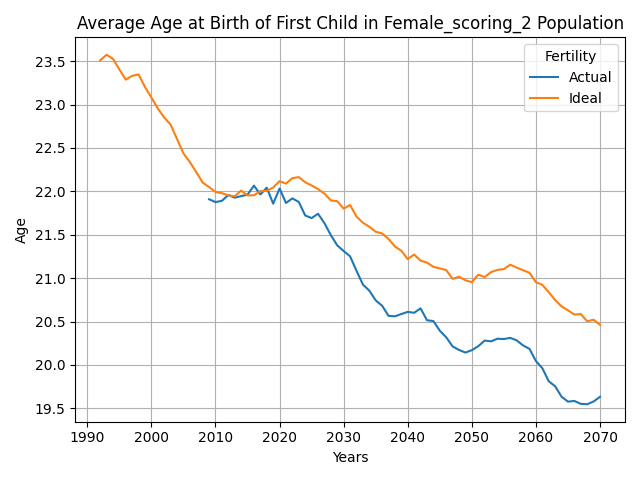 Average Age at Birth of First Child in Female_scoring_2 Population
Fertility
Actual
Ideal
Age
23.5
23.0
22.5
22.0
21.5
21.0
20.5
20.0
19.5
1990 2000 2010 2020 2030 2040 2050 2060 2070
Years